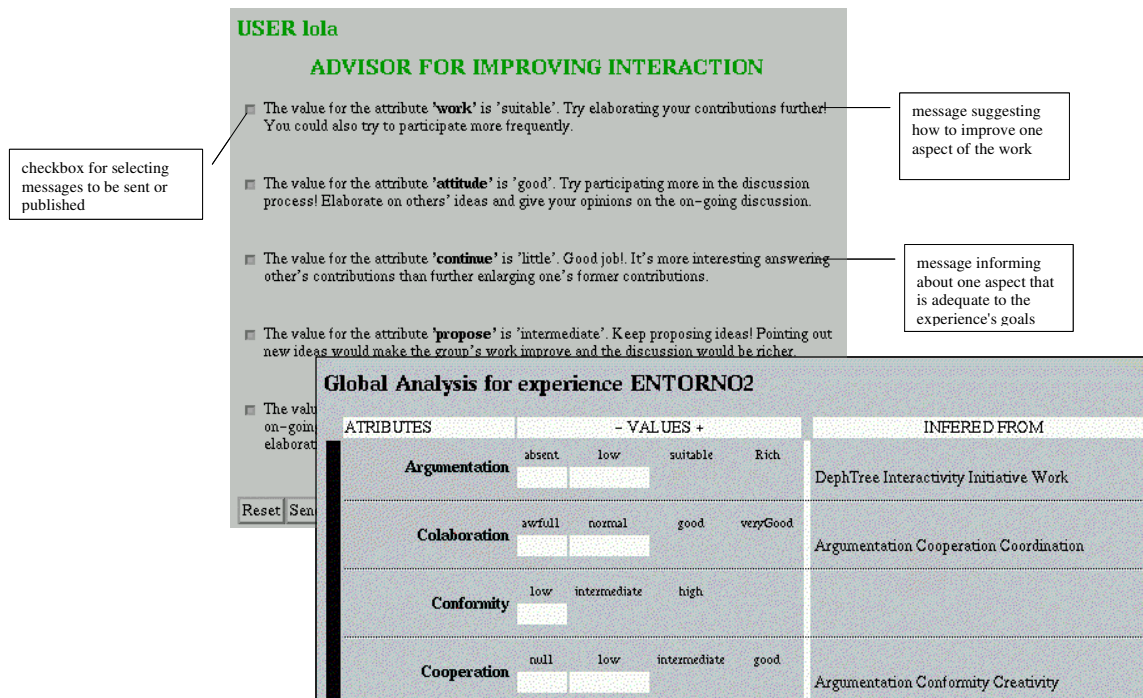 USER lola
ADVISOR FOR IMPROVING INTERACTION
The value for the attribute 'work' is 'suitable'. Try elaborating your contributions further!
You could also try to participate more frequently.
message suggesting
how to improve one
aspect of the work
checkbox for selecting
messages to be sent or
published
The value for the attribute 'attitude' is 'good'. Try participating more in the discussion
process! Elaborate on others' ideas and give your opinions on the on-going discussion.
The value for the attribute 'continue' is 'little'. Good job!. It's more interesting answering
other's contributions than further enlarging one's former contributions.
message informing
about one aspect that
is adequate to the
experience's goals
The value for the attribute 'propose' is 'intermediate'. Keep proposing ideas! Pointing out
new ideas would make the group's work improve and the discussion would be richer.
The valu
on-goin
elaborat
Reset Sen
Global Analysis for experience ENTORNO2
ATRIBUTES - VALUES + INFERED FROM
absent low suitable Rich
Argumentation
DephTree Interactivity Initiative Work
awfull normal good veryGood
Colaboration
Argumentation Cooperation Coordination
low intermediate high
Conformity
null low intermediate good
Cooperation
Argumentation Conformity Creativity